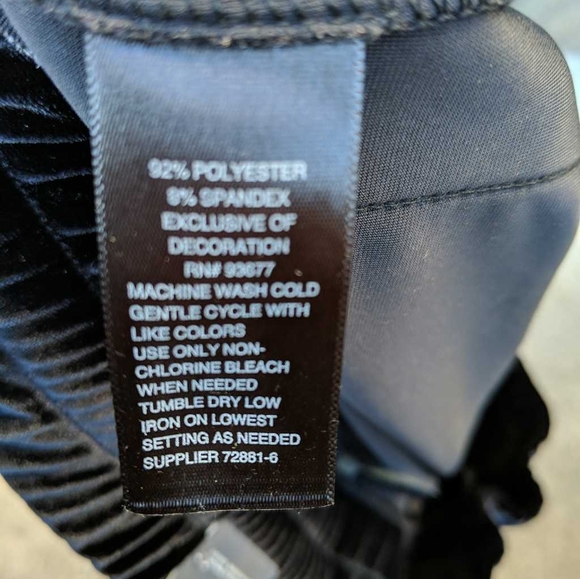 92% POLYESTER
8% SPANDEX
EXCLUSIVE OF
DECORATION
RN# 93677
MACHINE WASH COLD
GENTLE CYCLE WITH
LIKE COLORS
USE ONLY NON-
CHLORINE BLEACH
WHEN NEEDED
TUMBLE DRY LOW
IRON ON LOWEST
SETTING AS NEEDED
SUPPLIER 72881-6